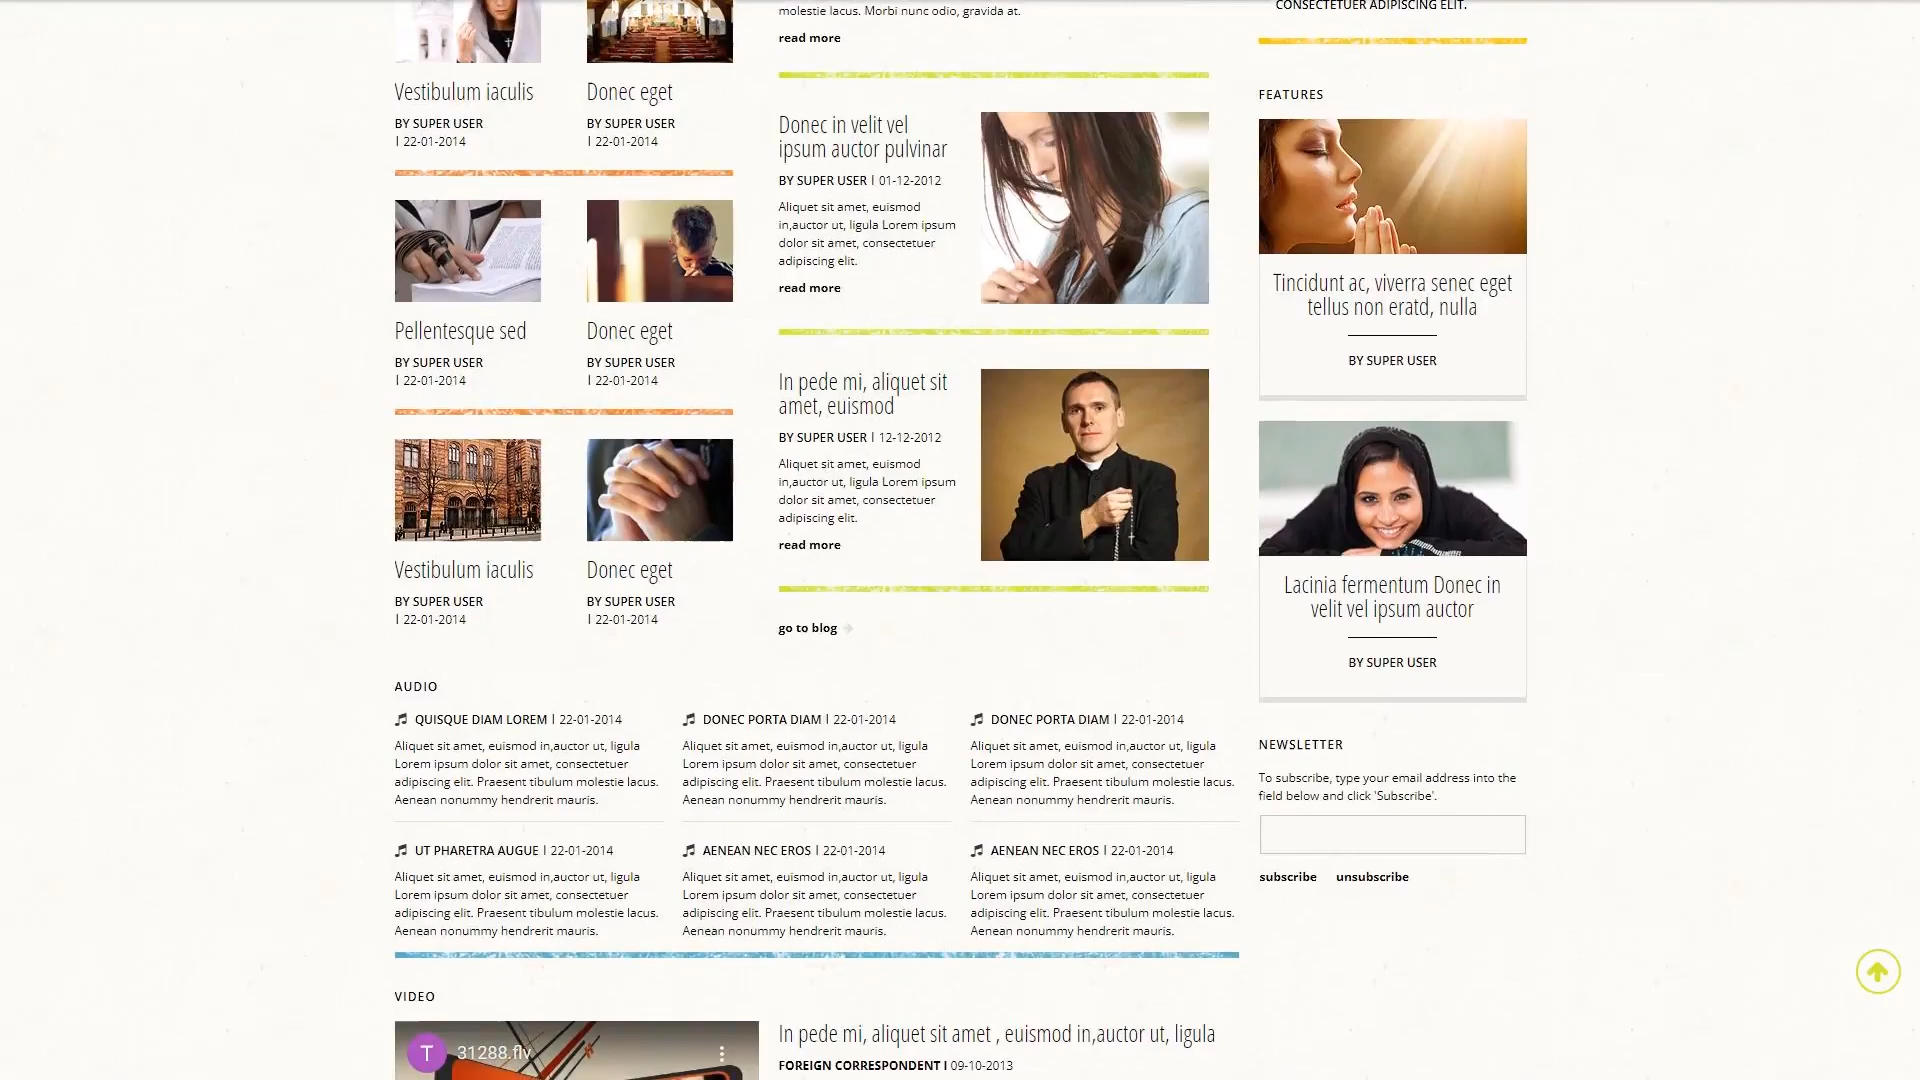 Vestibulum iaculis
BY SUPER USER
| 22-01-2014
Donec eget
BY SUPER USER
| 22-01-2014
Pellentesque sed
BY SUPER USER
| 22-01-2014
Donec eget
BY SUPER USER
| 22-01-2014
Vestibulum iaculis
BY SUPER USER
| 22-01-2014
Donec eget
BY SUPER USER
| 22-01-2014
molestie lacus. Morbi nunc odio, gravida at.
read more
Donec in velit vel
ipsum auctor pulvinar
BY SUPER USER | 01-12-2012
Aliquet sit amet, euismod
in,auctor ut, ligula Lorem ipsum
dolor sit amet, consectetuer
adipiscing elit.
read more
In pede mi, aliquet sit
amet, euismod
BY SUPER USER | 12-12-2012
Aliquet sit amet, euismod
in,auctor ut, ligula Lorem ipsum
dolor sit amet, consectetuer
adipiscing elit.
read more
go to blog
CONSECTETUER ADIPISCING ELIT.
FEATURES
Tincidunt ac, viverra senec eget
tellus non eratd, nulla
BY SUPER USER
Lacinia fermentum Donec in
velit vel ipsum auctor
BY SUPER USER
NEWSLETTER
To subscribe, type your email address into the
field below and click 'Subscribe'.
subscribe unsubscribe
AUDIO
QUISQUE DIAM LOREM | 22-01-2014
Aliquet sit amet, euismod in,auctor ut, ligula
Lorem ipsum dolor sit amet, consectetuer
adipiscing elit. Praesent tibulum molestie lacus.
Aenean nonummy hendrerit mauris.
DONEC PORTA DIAM | 22-01-2014
Aliquet sit amet, euismod in,auctor ut, ligula
Lorem ipsum dolor sit amet, consectetuer
adipiscing elit. Praesent tibulum molestie lacus.
Aenean nonummy hendrerit mauris.
DONEC PORTA DIAM | 22-01-2014
Aliquet sit amet, euismod in,auctor ut, ligula
Lorem ipsum dolor sit amet, consectetuer
adipiscing elit. Praesent tibulum molestie lacus.
Aenean nonummy hendrerit mauris.
UT PHARETRA AUGUE | 22-01-2014
Aliquet sit amet, euismod in,auctor ut, ligula
Lorem ipsum dolor sit amet, consectetuer
adipiscing elit. Praesent tibulum molestie lacus.
Aenean nonummy hendrerit mauris.
AENEAN NEC EROS | 22-01-2014
Aliquet sit amet, euismod in,auctor ut, ligula
Lorem ipsum dolor sit amet, consectetuer
adipiscing elit. Praesent tibulum molestie lacus.
Aenean nonummy hendrerit mauris.
AENEAN NEC EROS | 22-01-2014
Aliquet sit amet, euismod in,auctor ut, ligula
Lorem ipsum dolor sit amet, consectetuer
adipiscing elit. Praesent tibulum molestie lacus.
Aenean nonummy hendrerit mauris.
VIDEO
T 31288.flv
In pede mi, aliquet sit amet , euismod in,auctor ut, ligula
FOREIGN CORRESPONDENT | 09-10-2013